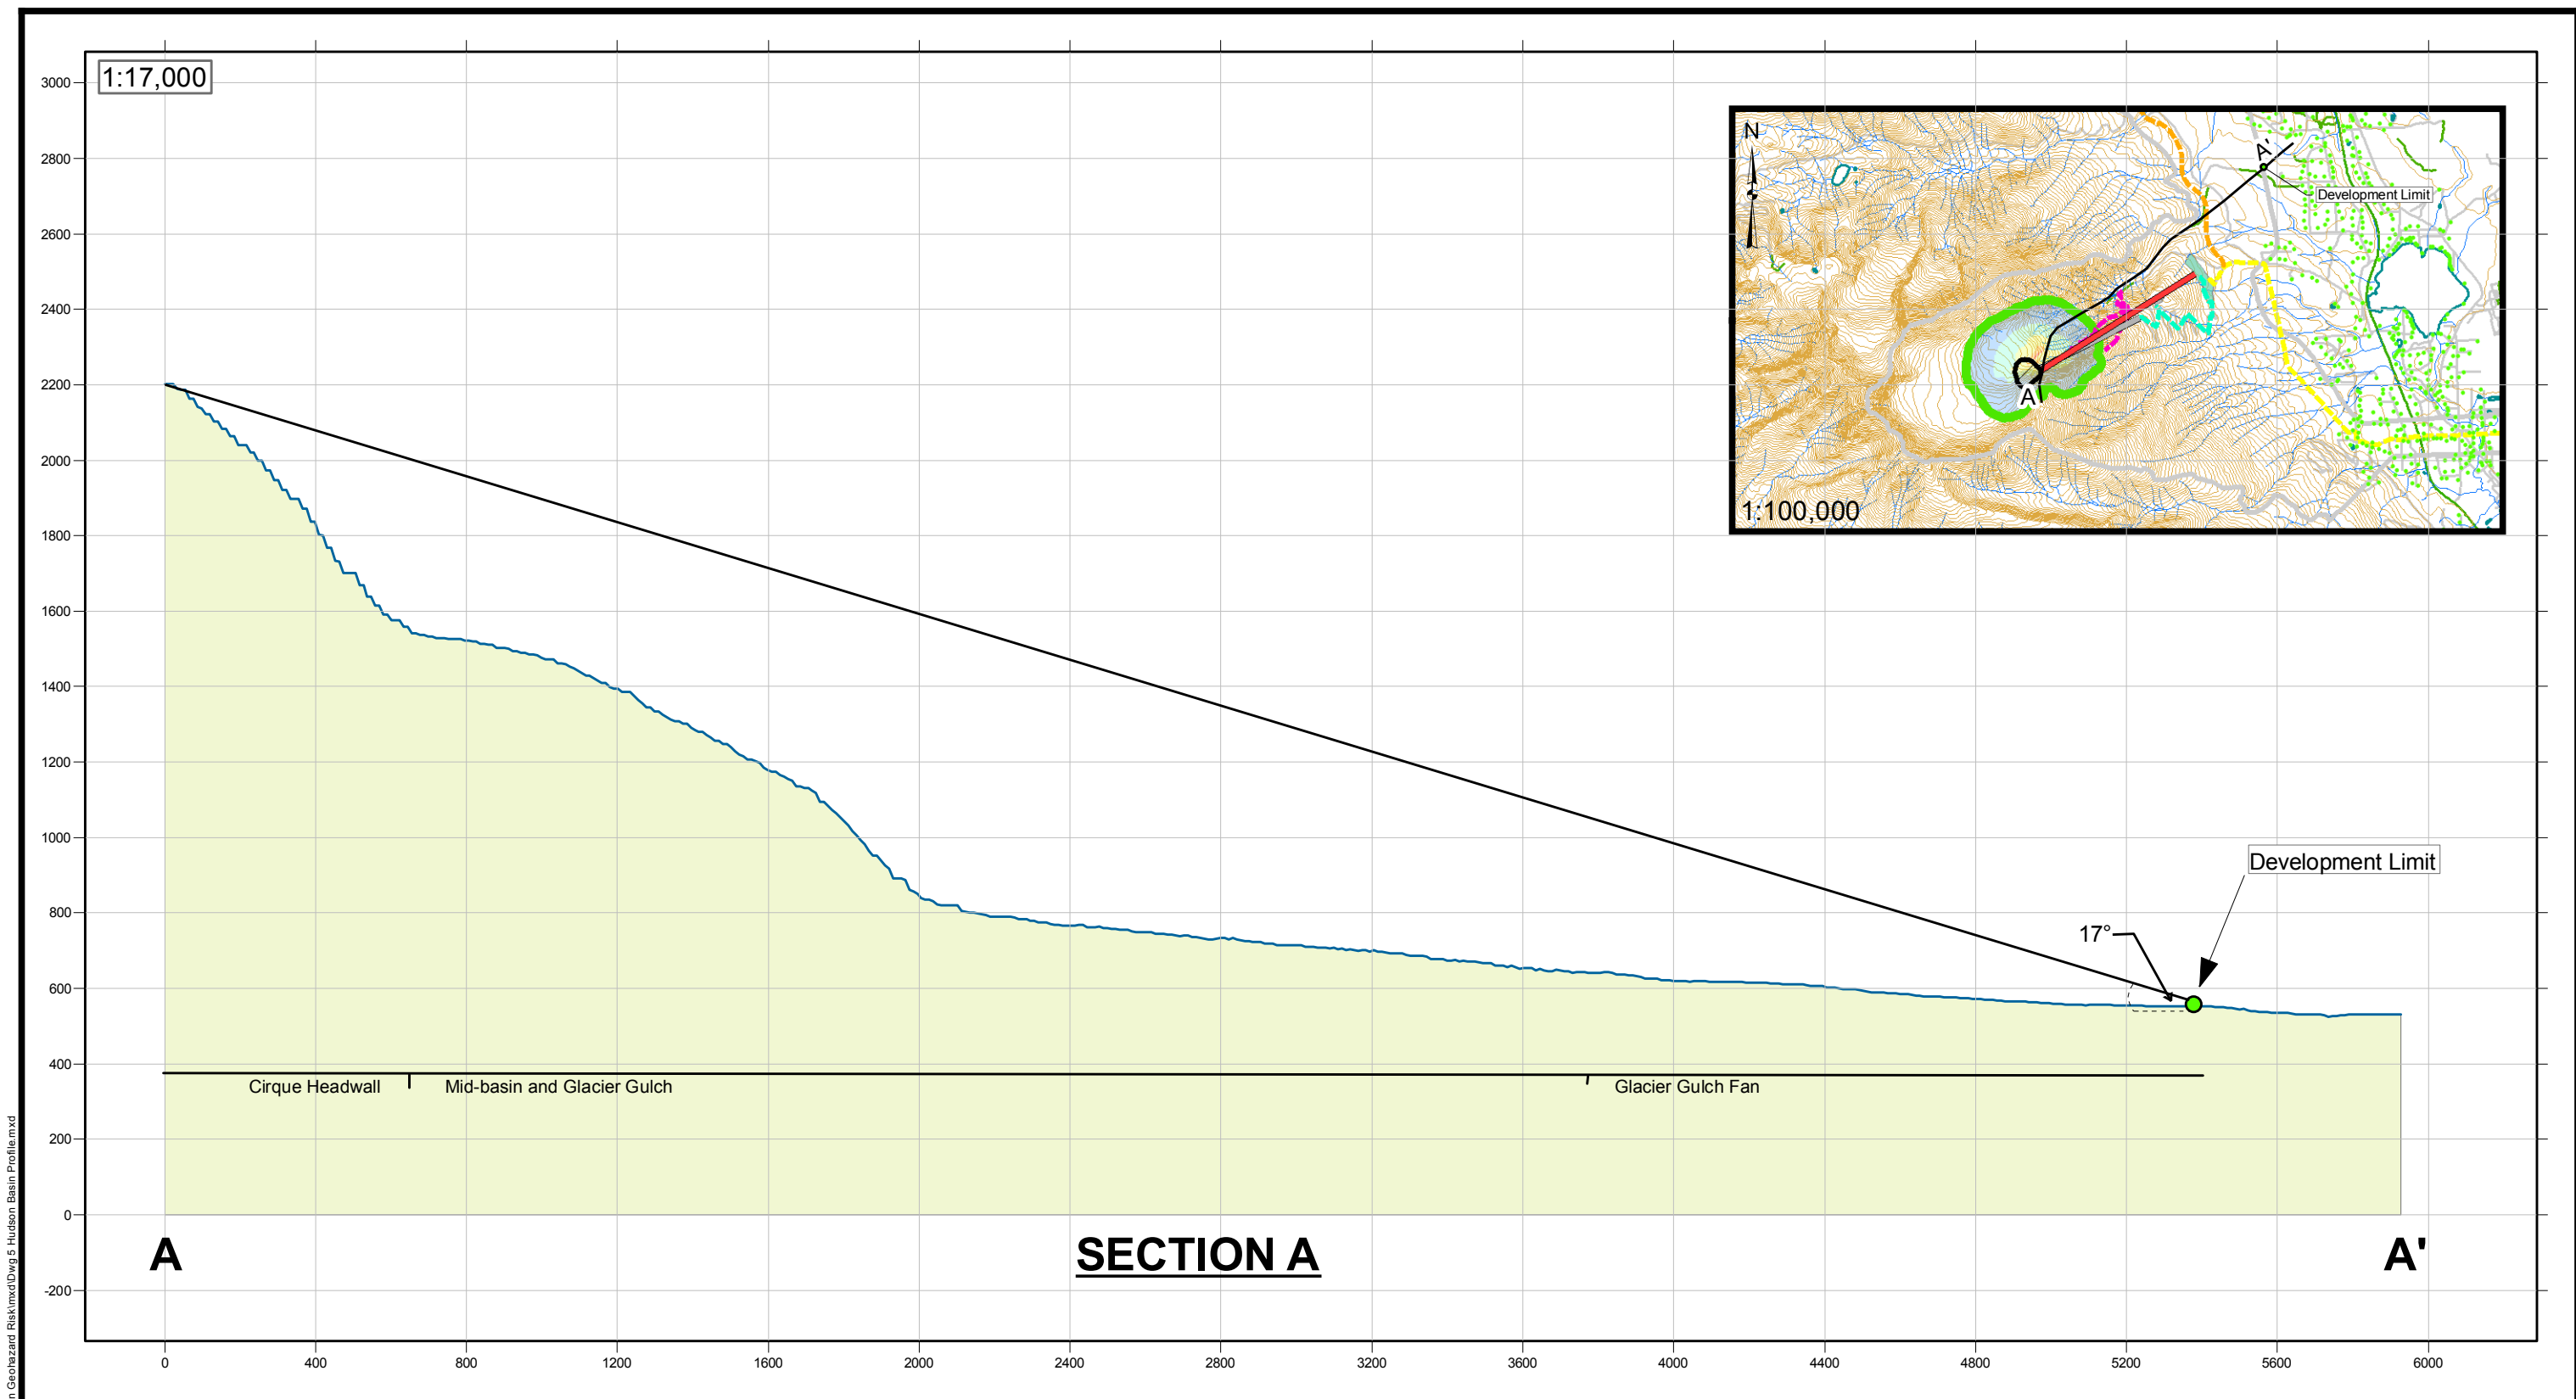 1:17,000
3000
2800
2600
2400
2200
2000
1800
1600
1400
1200
1000
800
600
400
200
0
-200
N
A'
Development Limit
A
1:100,000
Development Limit
17°
Cirque Headwall
Mid-basin and Glacier Gulch
Glacier Gulch Fan
A
SECTION A
A'
0 400 800 1200 1600 2000 2400 2800 3200 3600 4000 4400 4800 5200 5600 6000
n Geohazard Risk\mxd\Dwg 5 Hudson Basin Profile.mxd